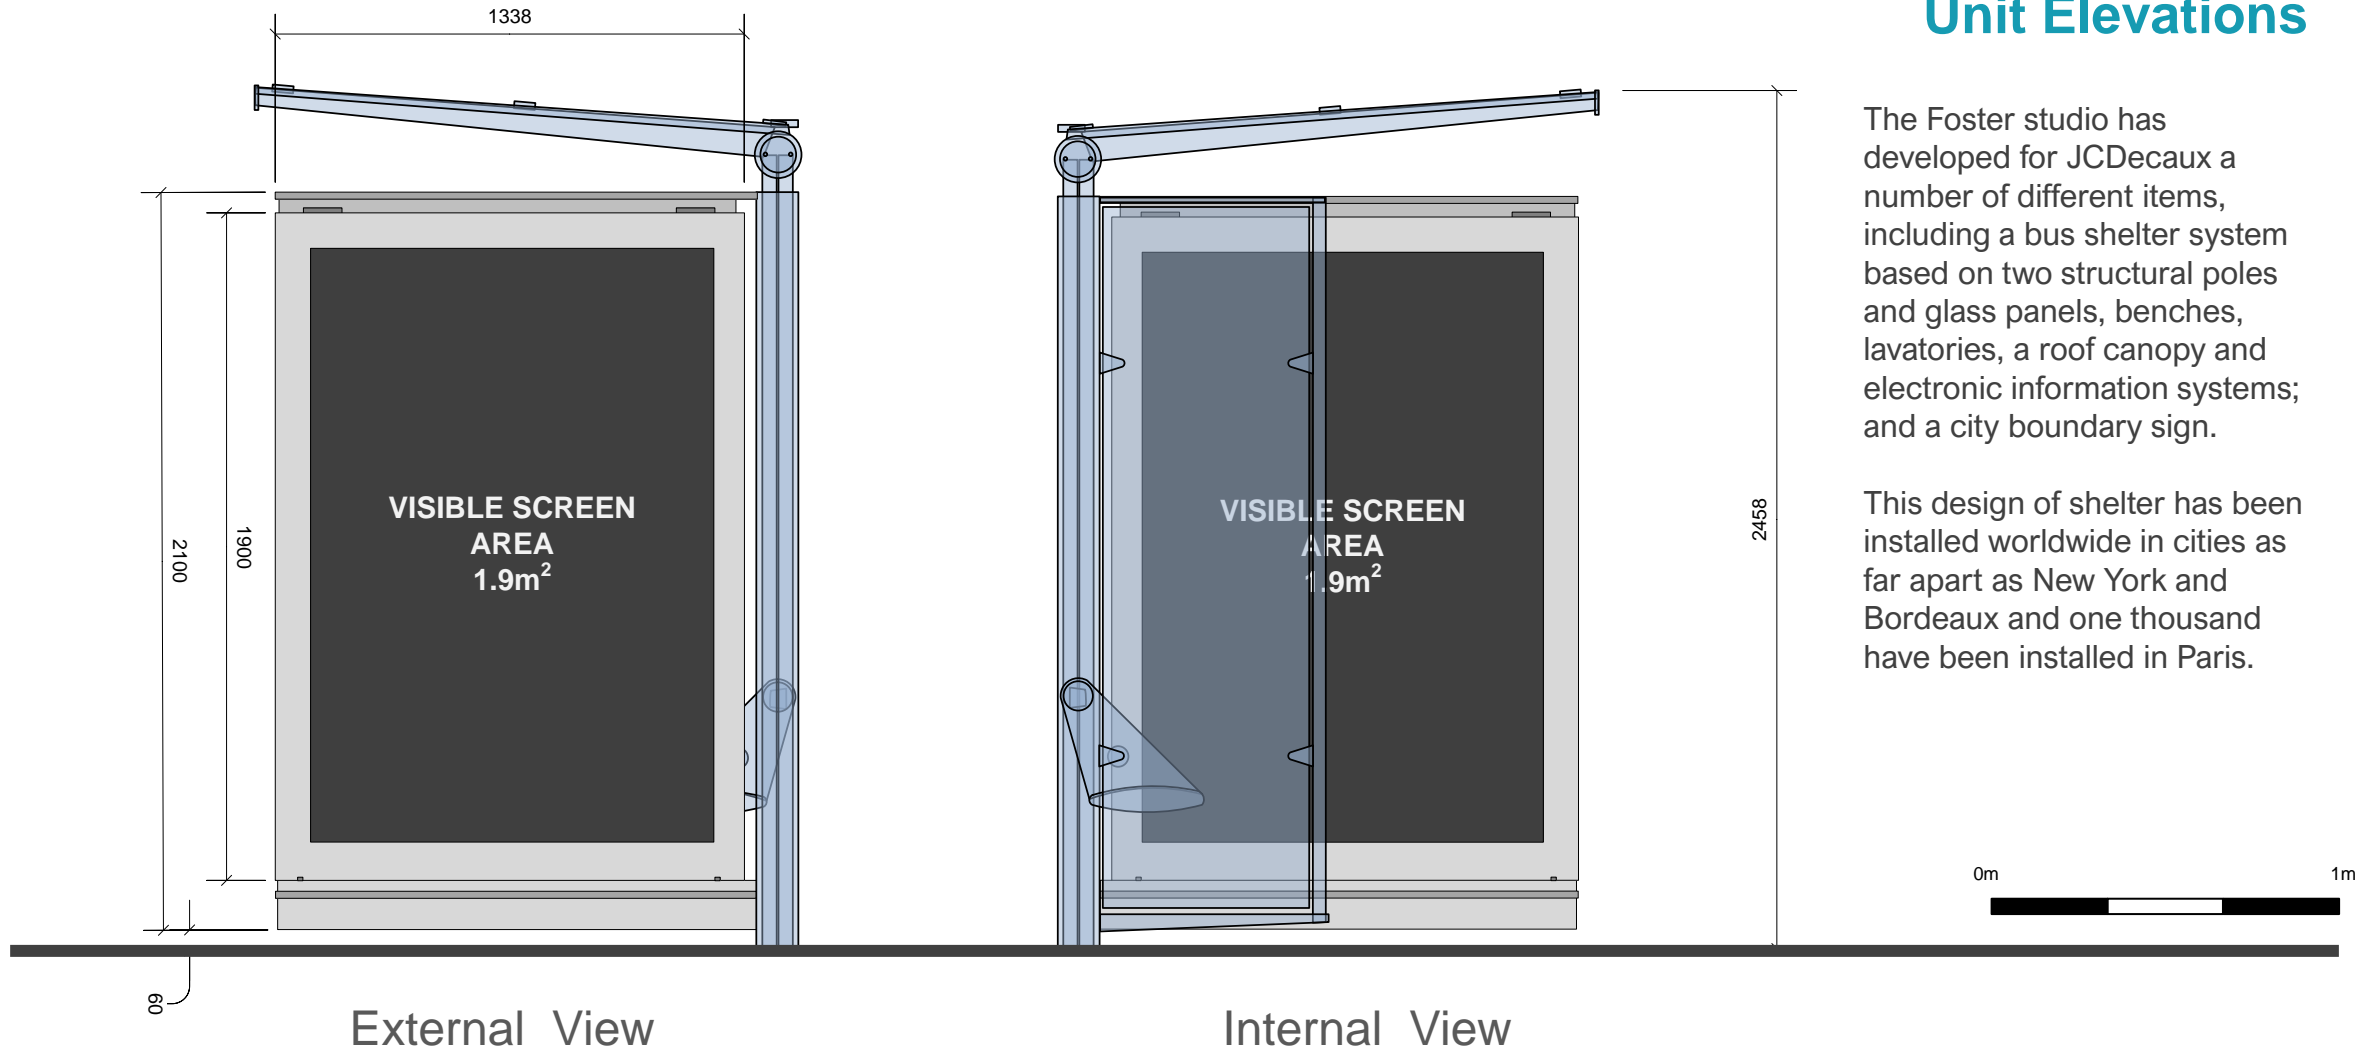 Unit Elevations
1338
The Foster studio has
developed for JCDecaux a
number of different items,
including a bus shelter system
based on two structural poles
and glass panels, benches,
lavatories, a roof canopy and
electronic information systems;
and a city boundary sign.
This design of shelter has been
installed worldwide in cities as
far apart as New York and
Bordeaux and one thousand
have been installed in Paris.
2100
1900
VISIBLE SCREEN
AREA
1.9m²
VISIBLE SCREEN
AREA
1.9m²
2458
0m 1m
60
External View
Internal View